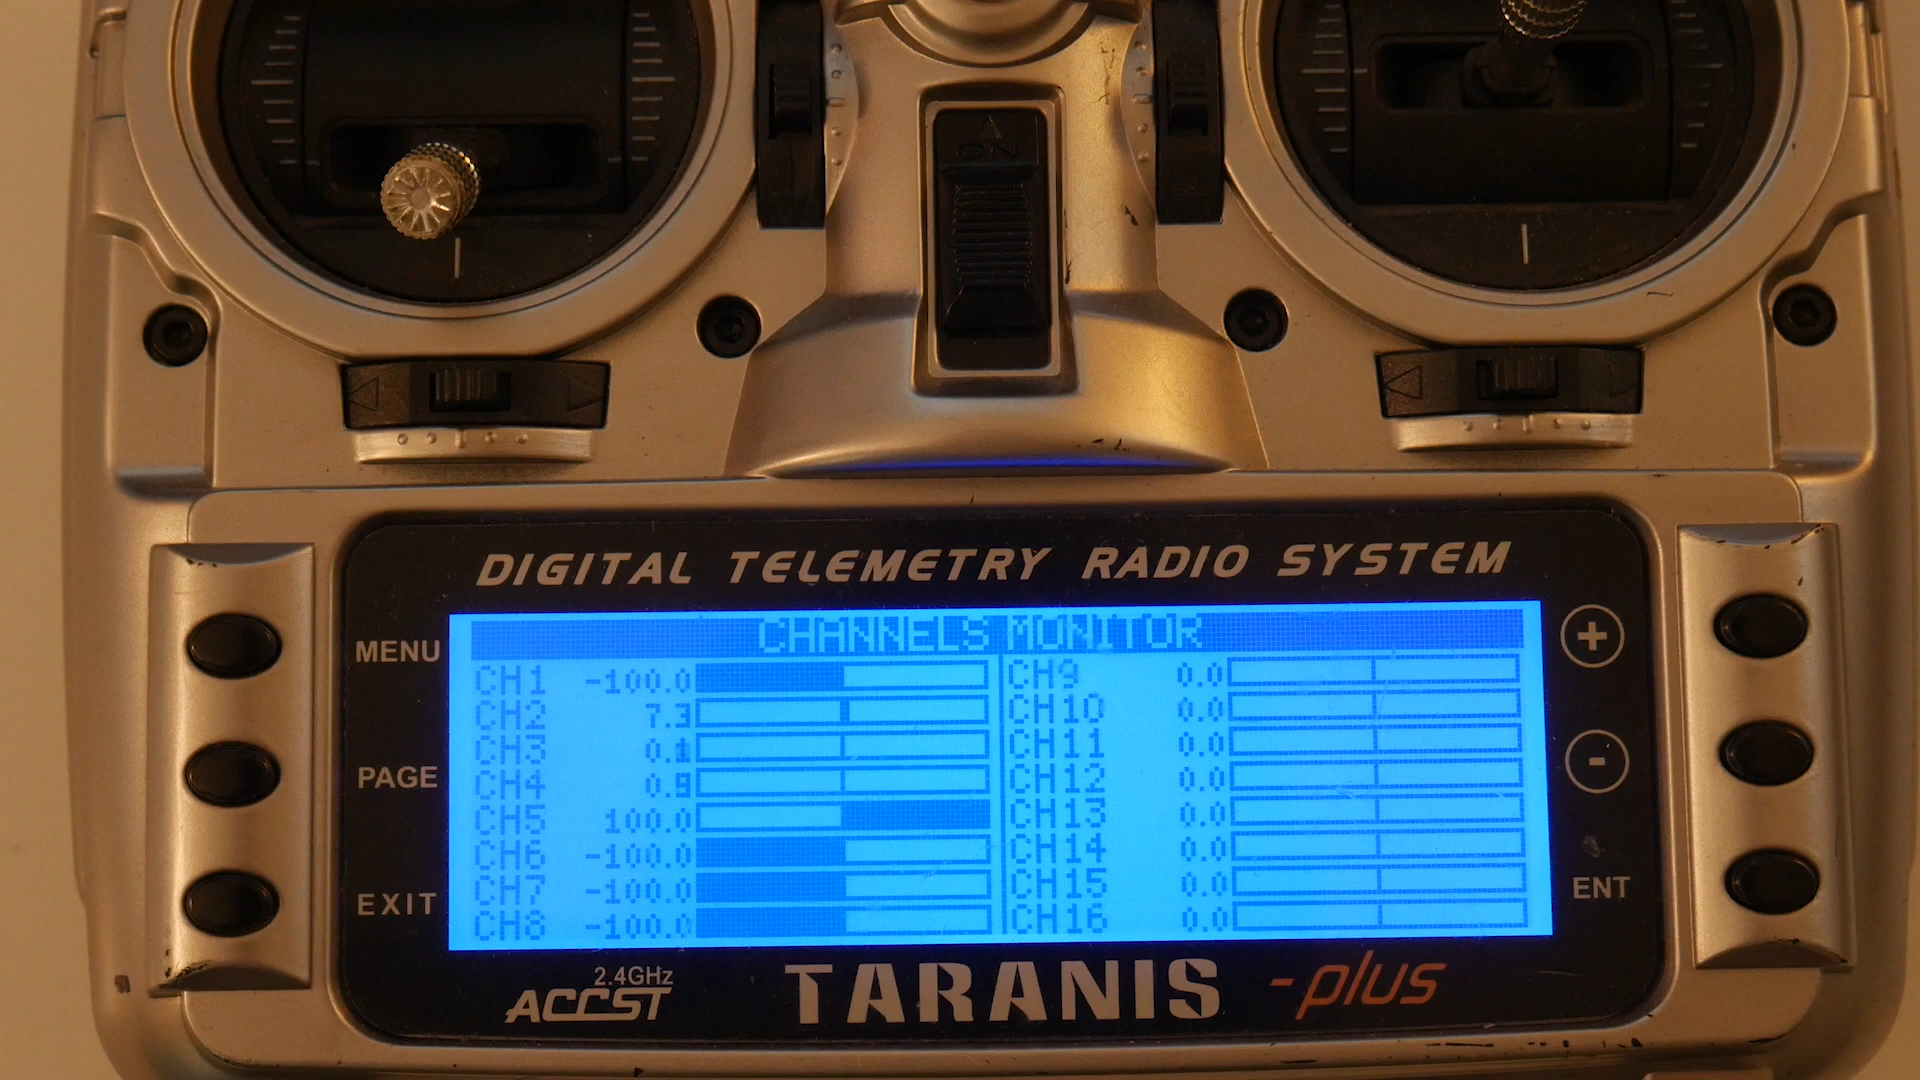 ON
DIGITAL TELEMETRY RADIO SYSTEM
MENU
PAGE
EXIT
CHANNELS MONITOR
CH1 -100.0
CH2 7.3
CH3 0.1
CH4 0.9
CH5 100.0
CH6 -100.0
CH7 -100.0
CH8 -100.0
CH9 0.0
CH10 0.0
CH11 0.0
CH12 0.0
CH13 0.0
CH14 0.0
CH15 0.0
CH16 0.0
+
-
ENT
2.4GHz
ACCST
TARANIS -plus